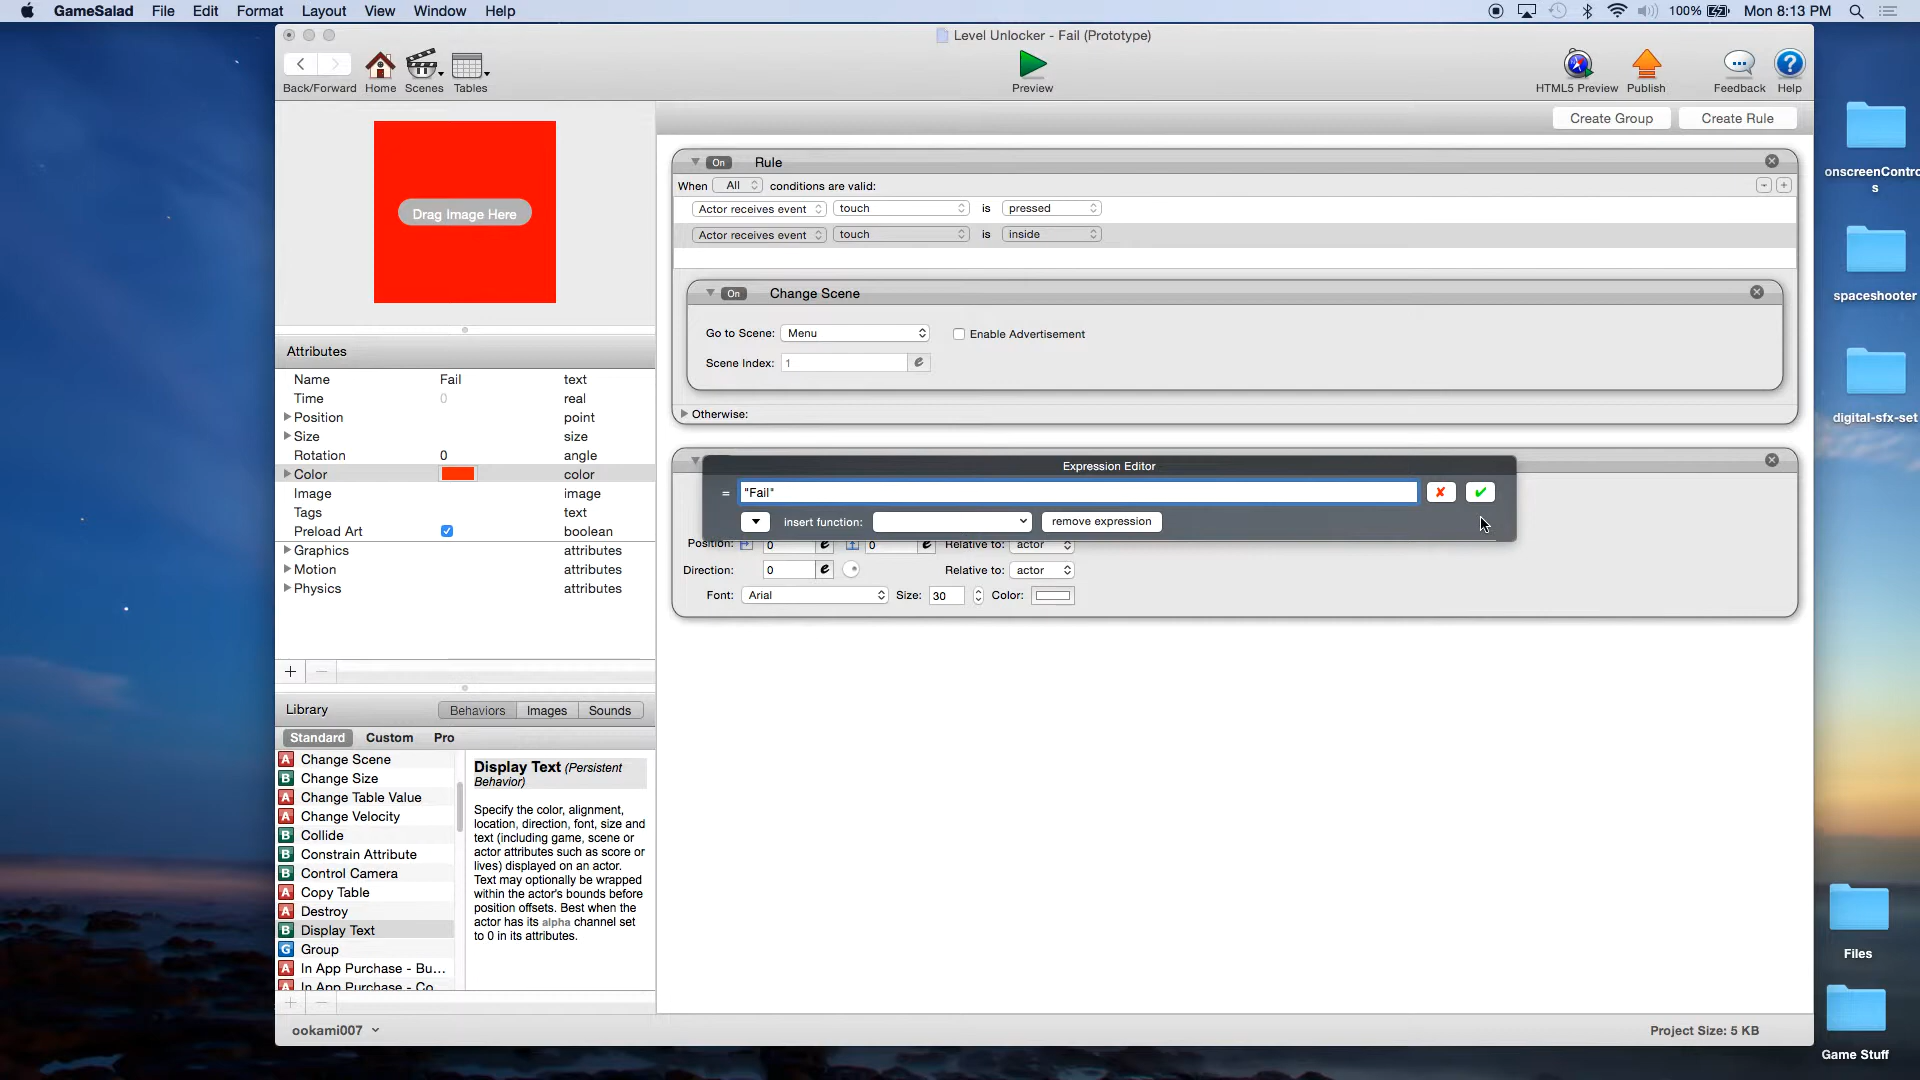 GameSalad File Edit Format Layout View Window Help 100% Mon 8:13 PM
Level Unlocker - Fail (Prototype)
Back/Forward Home Scenes Tables Preview HTML5 Preview Publish Feedback Help
Create Group Create Rule
Drag Image Here
On Rule
When All conditions are valid:
Actor receives event touch is pressed
Actor receives event touch is inside
On Change Scene
Go to Scene: Menu Enable Advertisement
Scene Index: 1
Otherwise:
Expression Editor
= "Fail"
insert function: remove expression
Position: 0 0 Relative to: actor
Direction: 0 Relative to: actor
Font: Arial Size: 30 Color:
Attributes
Name Fail text
Time 0 real
Position point
Size size
Rotation 0 angle
Color color
Image image
Tags text
Preload Art boolean
Graphics attributes
Motion attributes
Physics attributes
+ −
Library Behaviors Images Sounds
Standard Custom Pro
A Change Scene
B Change Size
A Change Table Value
A Change Velocity
B Collide
B Constrain Attribute
B Control Camera
A Copy Table
A Destroy
B Display Text
G Group
A In App Purchase - Bu...
A In App Purchase - Co...
Display Text (Persistent
Behavior)
Specify the color, alignment,
location, direction, font, size and
text (including game, scene or
actor attributes such as score or
lives) displayed on an actor.
Text may optionally be wrapped
within the actor's bounds before
position offsets. Best when the
actor has its alpha channel set
to 0 in its attributes.
ookami007
Project Size: 5 KB
onscreenContro
s
spaceshooter
digital-sfx-set
Files
Game Stuff